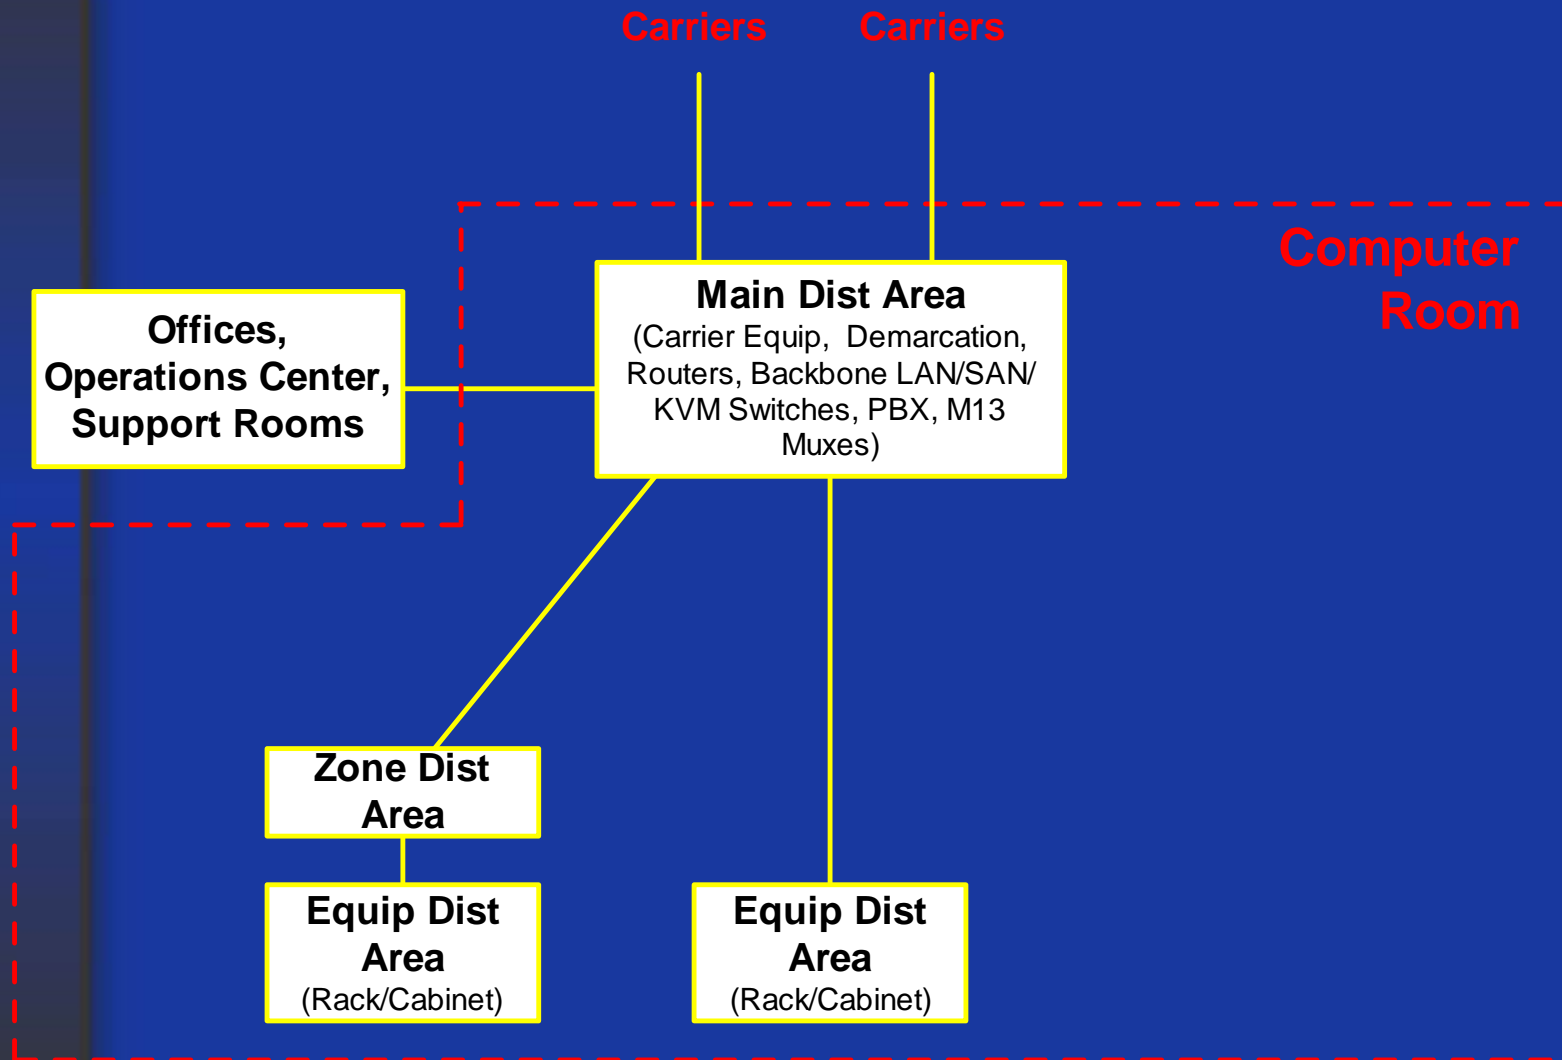 Carriers
Carriers
Computer
Room
Main Dist Area
(Carrier Equip,  Demarcation,
Routers, Backbone LAN/SAN/
KVM Switches, PBX, M13
Muxes)
Offices,
Operations Center,
Support Rooms
Zone Dist
Area
Equip Dist
Area
(Rack/Cabinet)
Equip Dist
Area
(Rack/Cabinet)